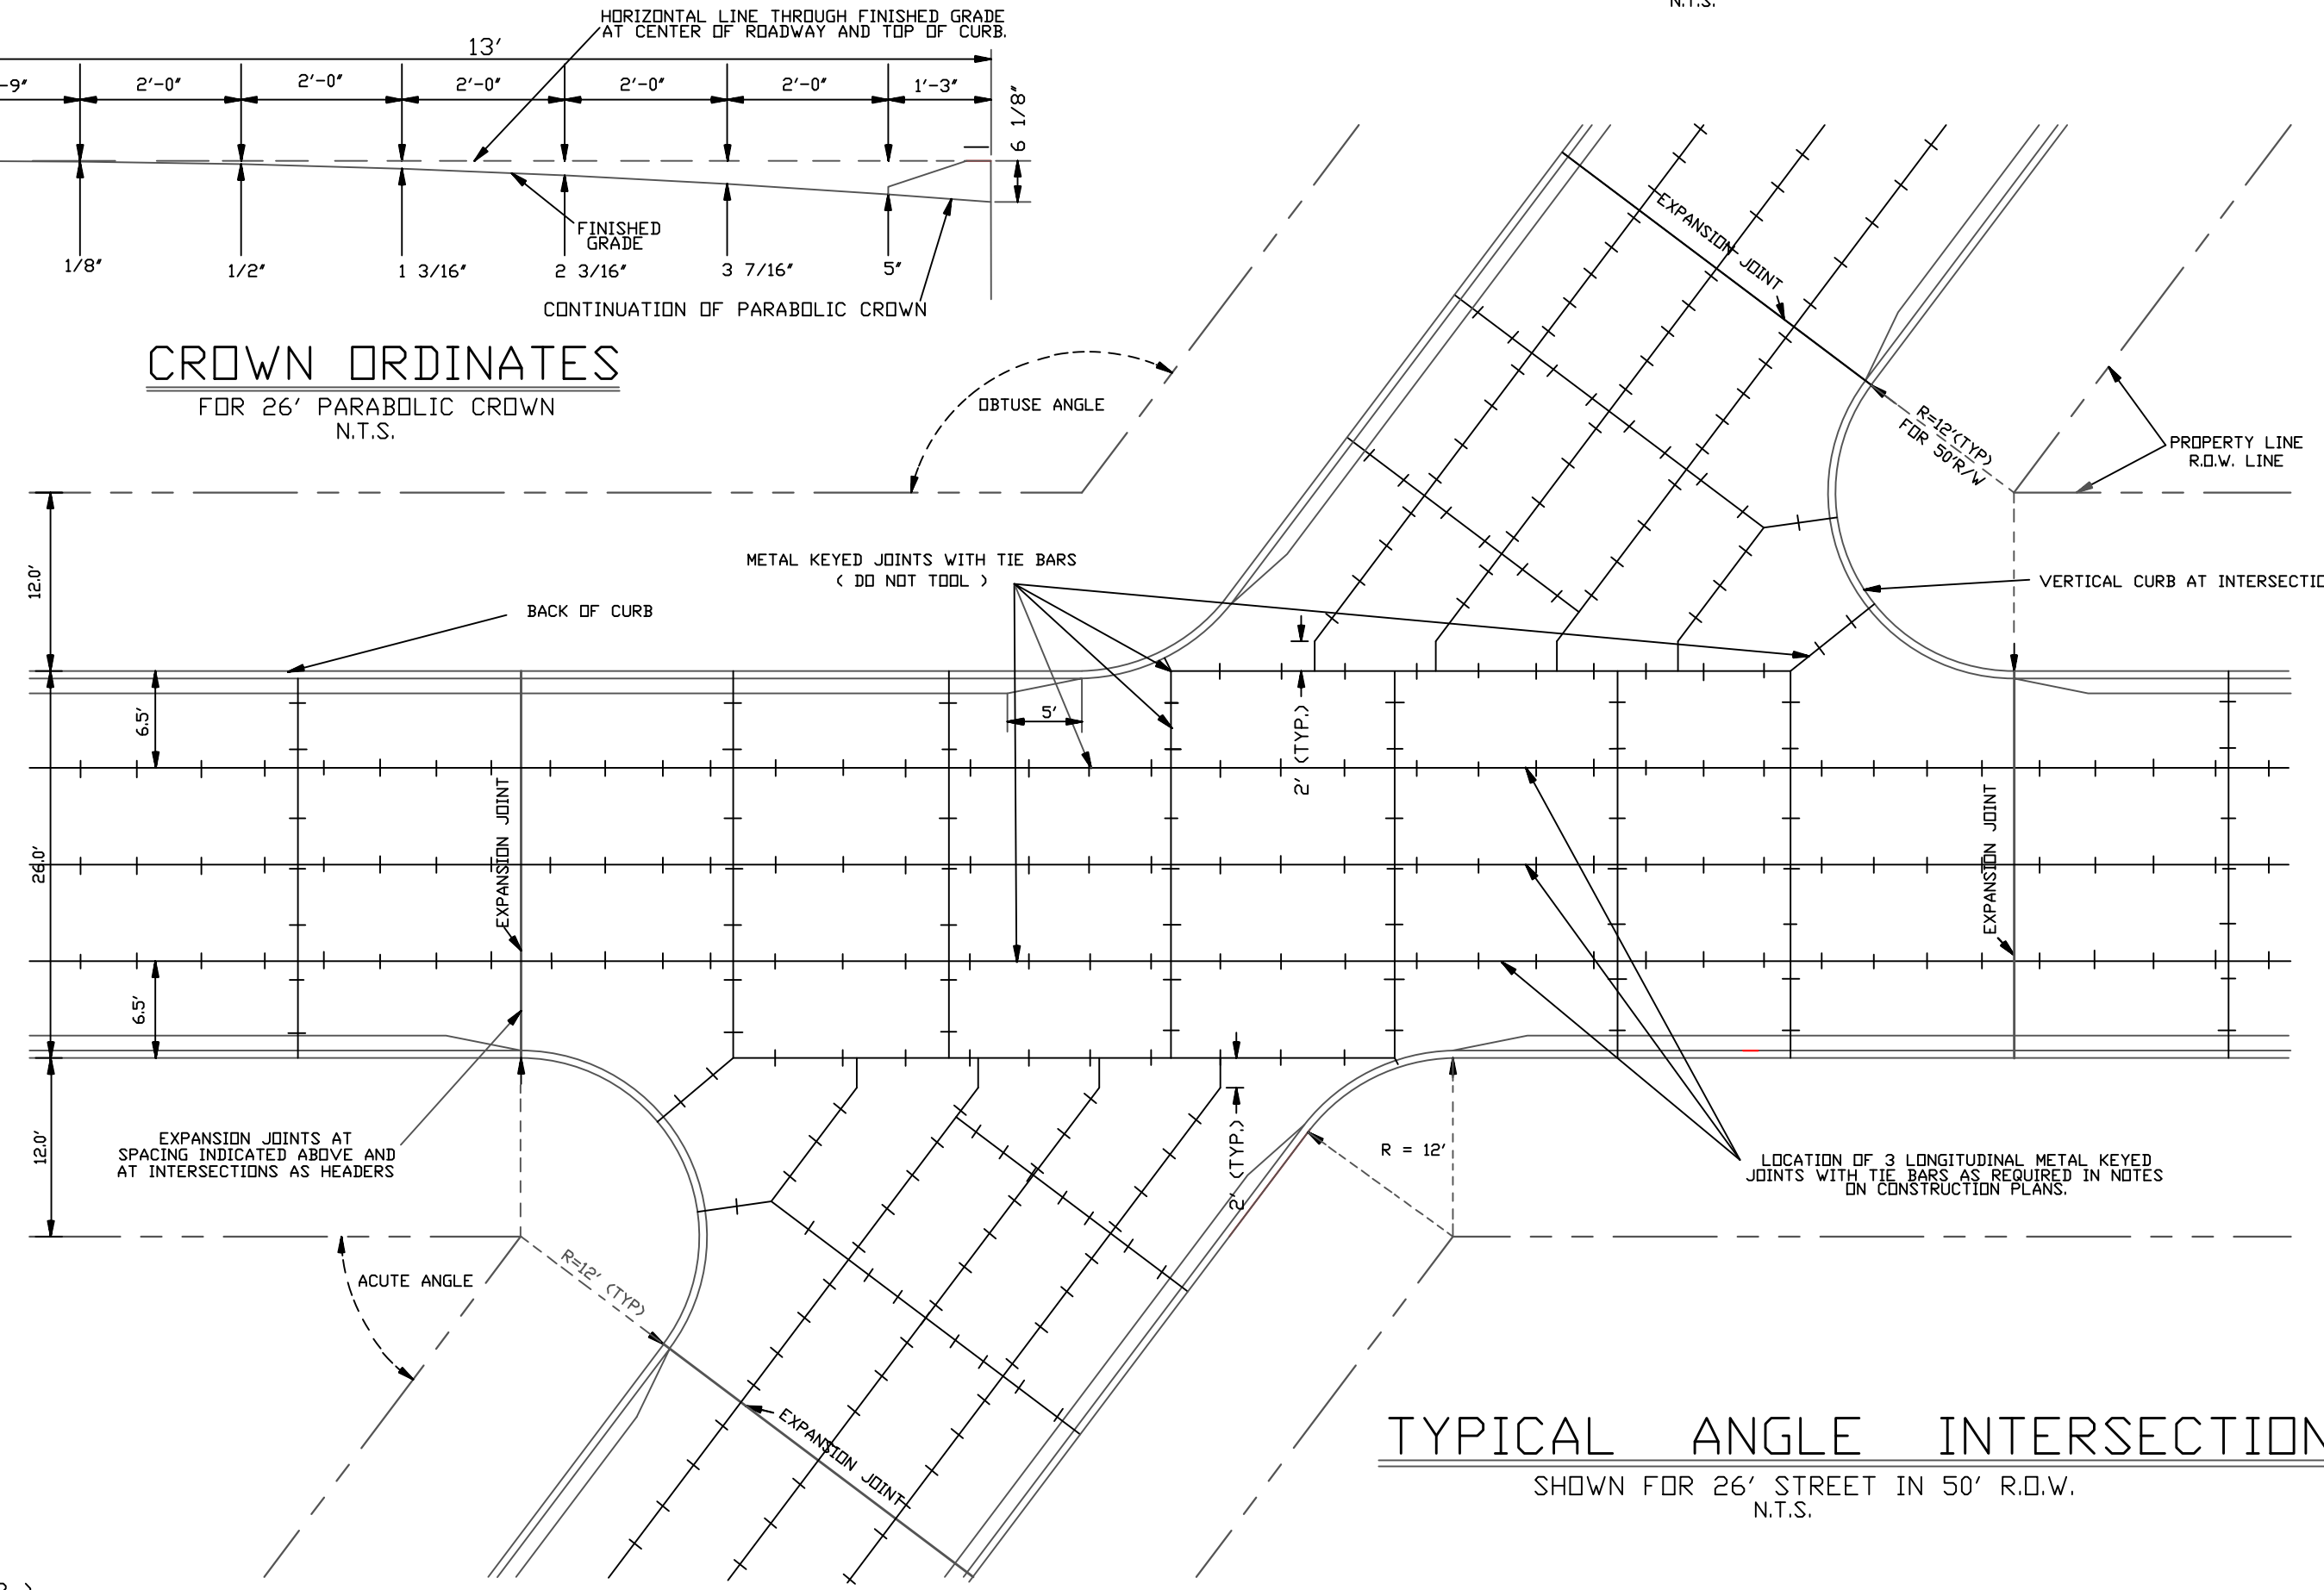 N.T.S.
HORIZONTAL LINE THROUGH FINISHED GRADE
AT CENTER OF ROADWAY AND TOP OF CURB.
13'
-9"
2'-0"
2'-0"
2'-0"
2'-0"
2'-0"
1'-3"
6 1/8"
FINISHED
GRADE
1/8"
1/2"
1 3/16"
2 3/16"
3 7/16"
5"
CONTINUATION OF PARABOLIC CROWN
CROWN ORDINATES
FOR 26' PARABOLIC CROWN
N.T.S.
OBTUSE ANGLE
EXPANSION JOINT
R=12'(TYP)
FOR 50'R/W
PROPERTY LINE
R.O.W. LINE
METAL KEYED JOINTS WITH TIE BARS
( DO NOT TOOL )
VERTICAL CURB AT INTERSECTIO
BACK OF CURB
12.0'
6.5'
5'
2' (TYP.)
EXPANSION JOINT
EXPANSION JOINT
26.0'
6.5'
12.0'
EXPANSION JOINTS AT
SPACING INDICATED ABOVE AND
AT INTERSECTIONS AS HEADERS
2' (TYP.)
R = 12'
LOCATION OF 3 LONGITUDINAL METAL KEYED
JOINTS WITH TIE BARS AS REQUIRED IN NOTES
ON CONSTRUCTION PLANS.
ACUTE ANGLE
R=12' (TYP)
EXPANSION JOINT
TYPICAL ANGLE INTERSECTION
SHOWN FOR 26' STREET IN 50' R.O.W.
N.T.S.